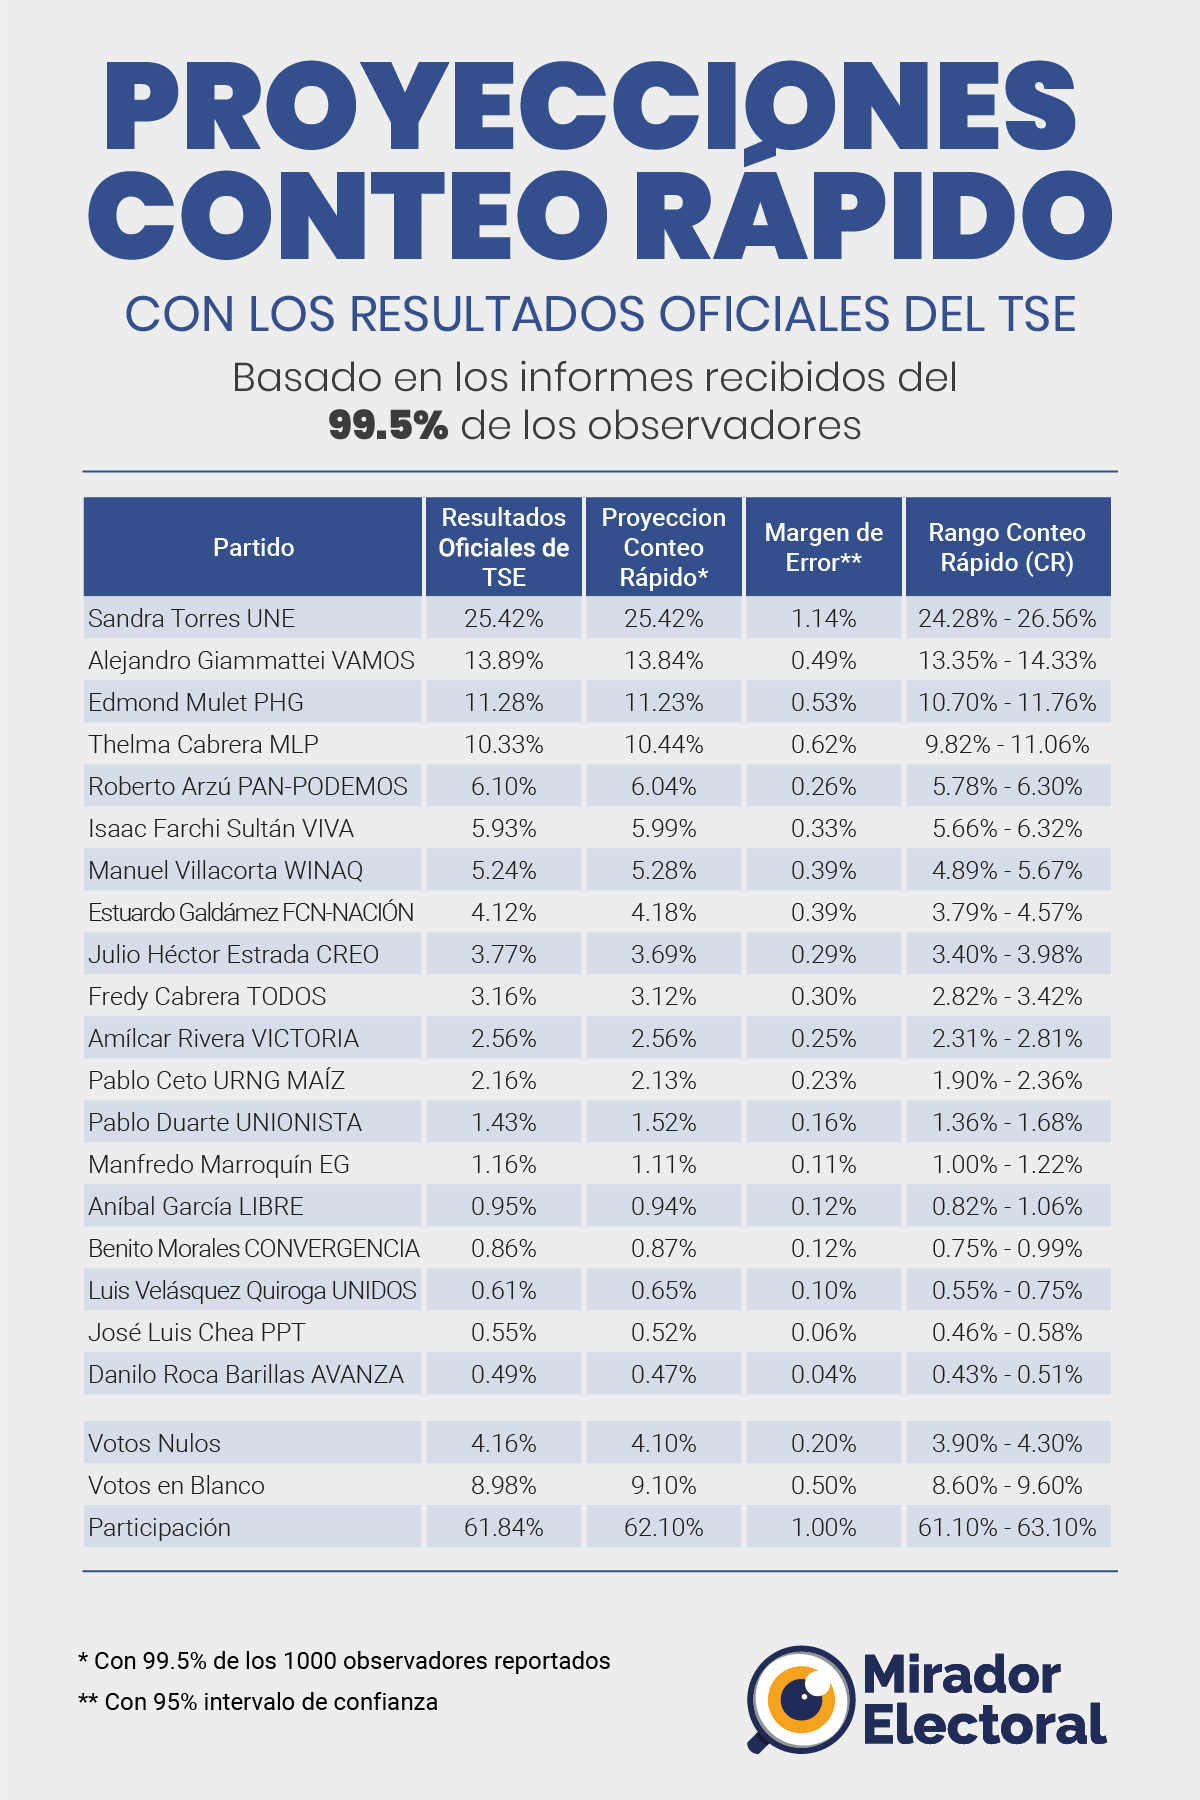 PROYECCIONES
CONTEO RÁPIDO
CON LOS RESULTADOS OFICIALES DEL TSE
Basado en los informes recibidos del
99.5% de los observadores
Partido Resultados Oficiales de TSE Proyeccion Conteo Rápido* Margen de Error** Rango Conteo Rápido (CR)
Sandra Torres UNE 25.42% 25.42% 1.14% 24.28% - 26.56%
Alejandro Giammattei VAMOS 13.89% 13.84% 0.49% 13.35% - 14.33%
Edmond Mulet PHG 11.28% 11.23% 0.53% 10.70% - 11.76%
Thelma Cabrera MLP 10.33% 10.44% 0.62% 9.82% - 11.06%
Roberto Arzú PAN-PODEMOS 6.10% 6.04% 0.26% 5.78% - 6.30%
Isaac Farchi Sultán VIVA 5.93% 5.99% 0.33% 5.66% - 6.32%
Manuel Villacorta WINAQ 5.24% 5.28% 0.39% 4.89% - 5.67%
Estuardo Galdámez FCN-NACIÓN 4.12% 4.18% 0.39% 3.79% - 4.57%
Julio Héctor Estrada CREO 3.77% 3.69% 0.29% 3.40% - 3.98%
Fredy Cabrera TODOS 3.16% 3.12% 0.30% 2.82% - 3.42%
Amílcar Rivera VICTORIA 2.56% 2.56% 0.25% 2.31% - 2.81%
Pablo Ceto URNG MAÍZ 2.16% 2.13% 0.23% 1.90% - 2.36%
Pablo Duarte UNIONISTA 1.43% 1.52% 0.16% 1.36% - 1.68%
Manfredo Marroquín EG 1.16% 1.11% 0.11% 1.00% - 1.22%
Aníbal García LIBRE 0.95% 0.94% 0.12% 0.82% - 1.06%
Benito Morales CONVERGENCIA 0.86% 0.87% 0.12% 0.75% - 0.99%
Luis Velásquez Quiroga UNIDOS 0.61% 0.65% 0.10% 0.55% - 0.75%
José Luis Chea PPT 0.55% 0.52% 0.06% 0.46% - 0.58%
Danilo Roca Barillas AVANZA 0.49% 0.47% 0.04% 0.43% - 0.51%
Votos Nulos 4.16% 4.10% 0.20% 3.90% - 4.30%
Votos en Blanco 8.98% 9.10% 0.50% 8.60% - 9.60%
Participación 61.84% 62.10% 1.00% 61.10% - 63.10%
* Con 99.5% de los 1000 observadores reportados
** Con 95% intervalo de confianza
Mirador
Electoral